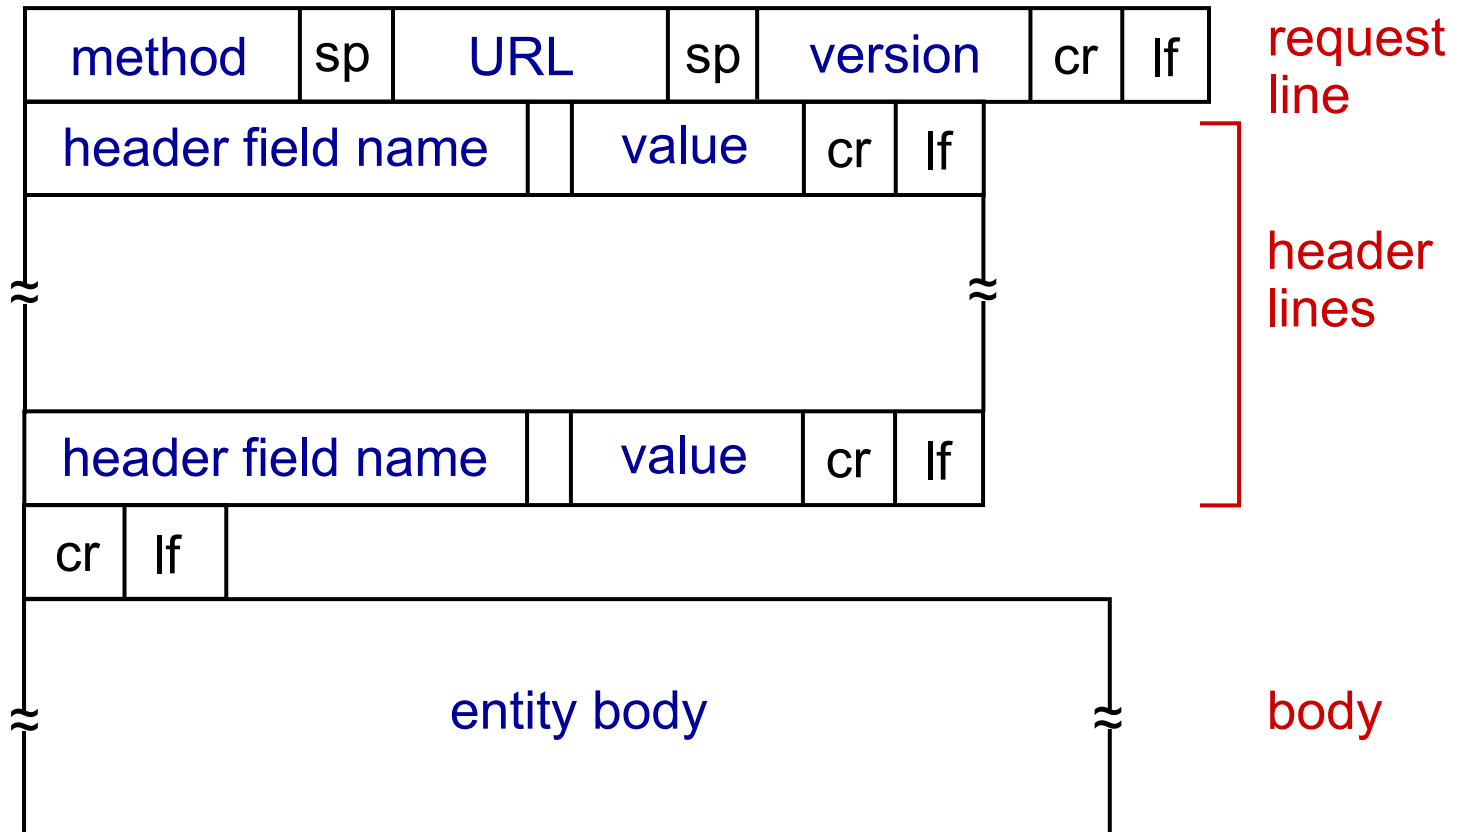 method sp URL sp version cr lf request
line
header field name value cr lf
header
lines
header field name value cr lf
cr lf
entity body body